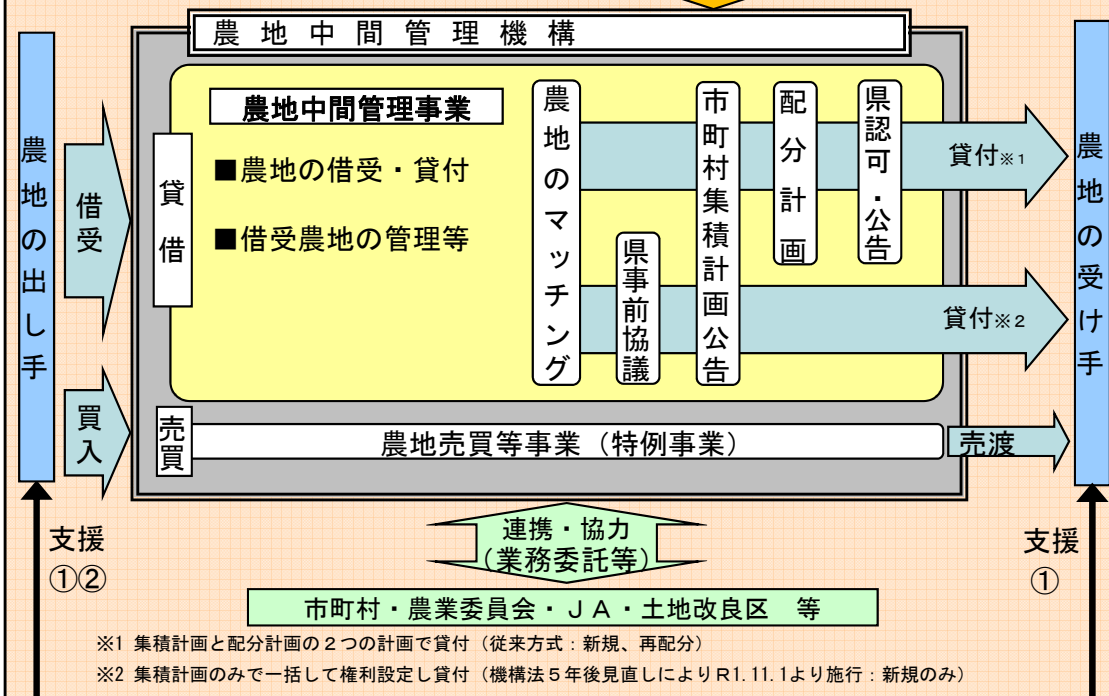 農地中間管理機構
農地の出し手
借受
貸借
農地中間管理事業
■農地の借受・貸付
■借受農地の管理等
農地のマッチング
県事前協議
市町村集積計画公告
配分計画
県認可・公告
貸付※1
貸付※2
農地の受け手
買入
売買
農地売買等事業（特例事業）
売渡
支援
①②
連携・協力
(業務委託等)
支援
①
市町村・農業委員会・ＪＡ・土地改良区　等
※1 集積計画と配分計画の２つの計画で貸付（従来方式：新規、再配分）
※2 集積計画のみで一括して権利設定し貸付（機構法５年後見直しによりR1.11.1より施行：新規のみ）